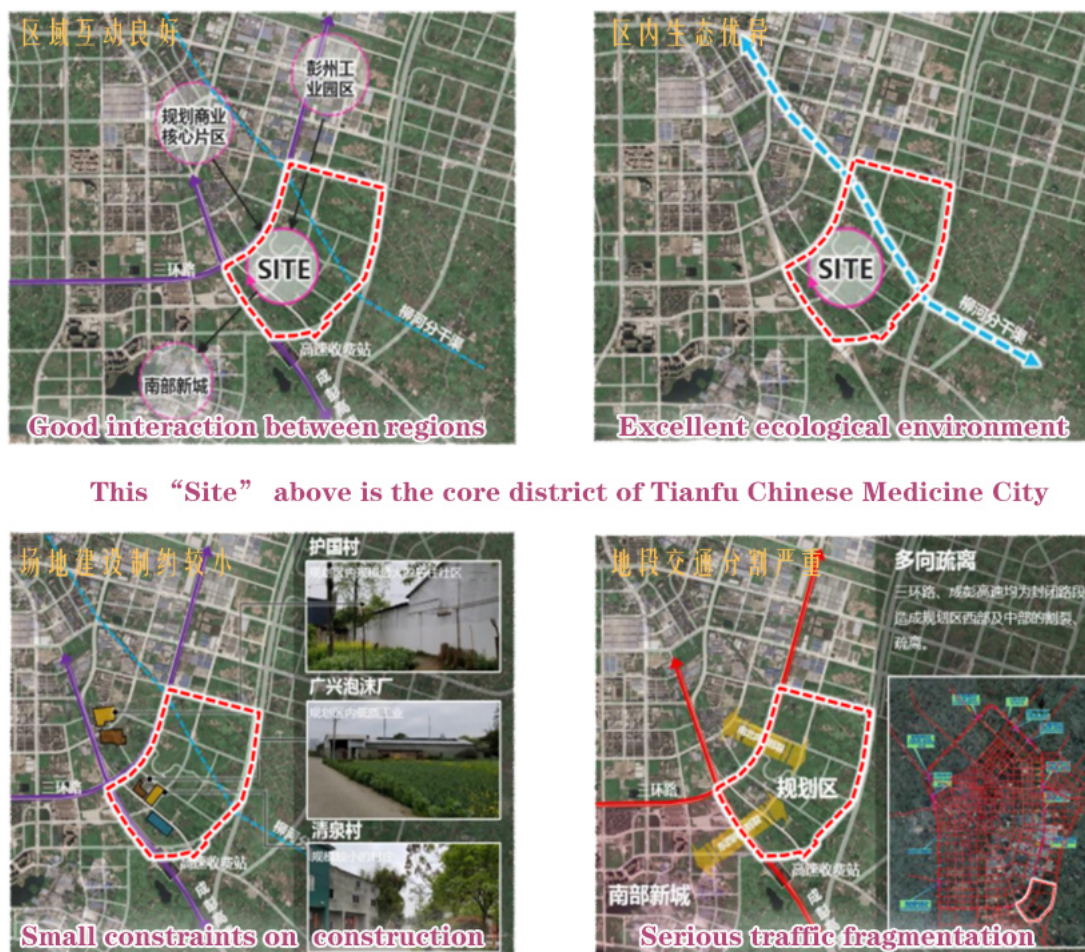 区域互动良好
彭州工
业园区
规划商业
核心片区
SITE
三环路
柳河分干渠
高速收费站
南部新城
Good interaction between regions
区内生态优异
SITE
柳河分干渠
Excellent ecological environment
This “Site” above is the core district of Tianfu Chinese Medicine City
场地建设制约较小
护国村
广兴泡沫厂
清泉村
三环路
高速收费站
Small constraints on construction
地段交通分割严重
多向疏离
三环路、成彭高速均为封闭路段
造成规划区西部及中部的割裂、
疏离。
规划区
三环路
高速收费站
南部新城
Serious traffic fragmentation